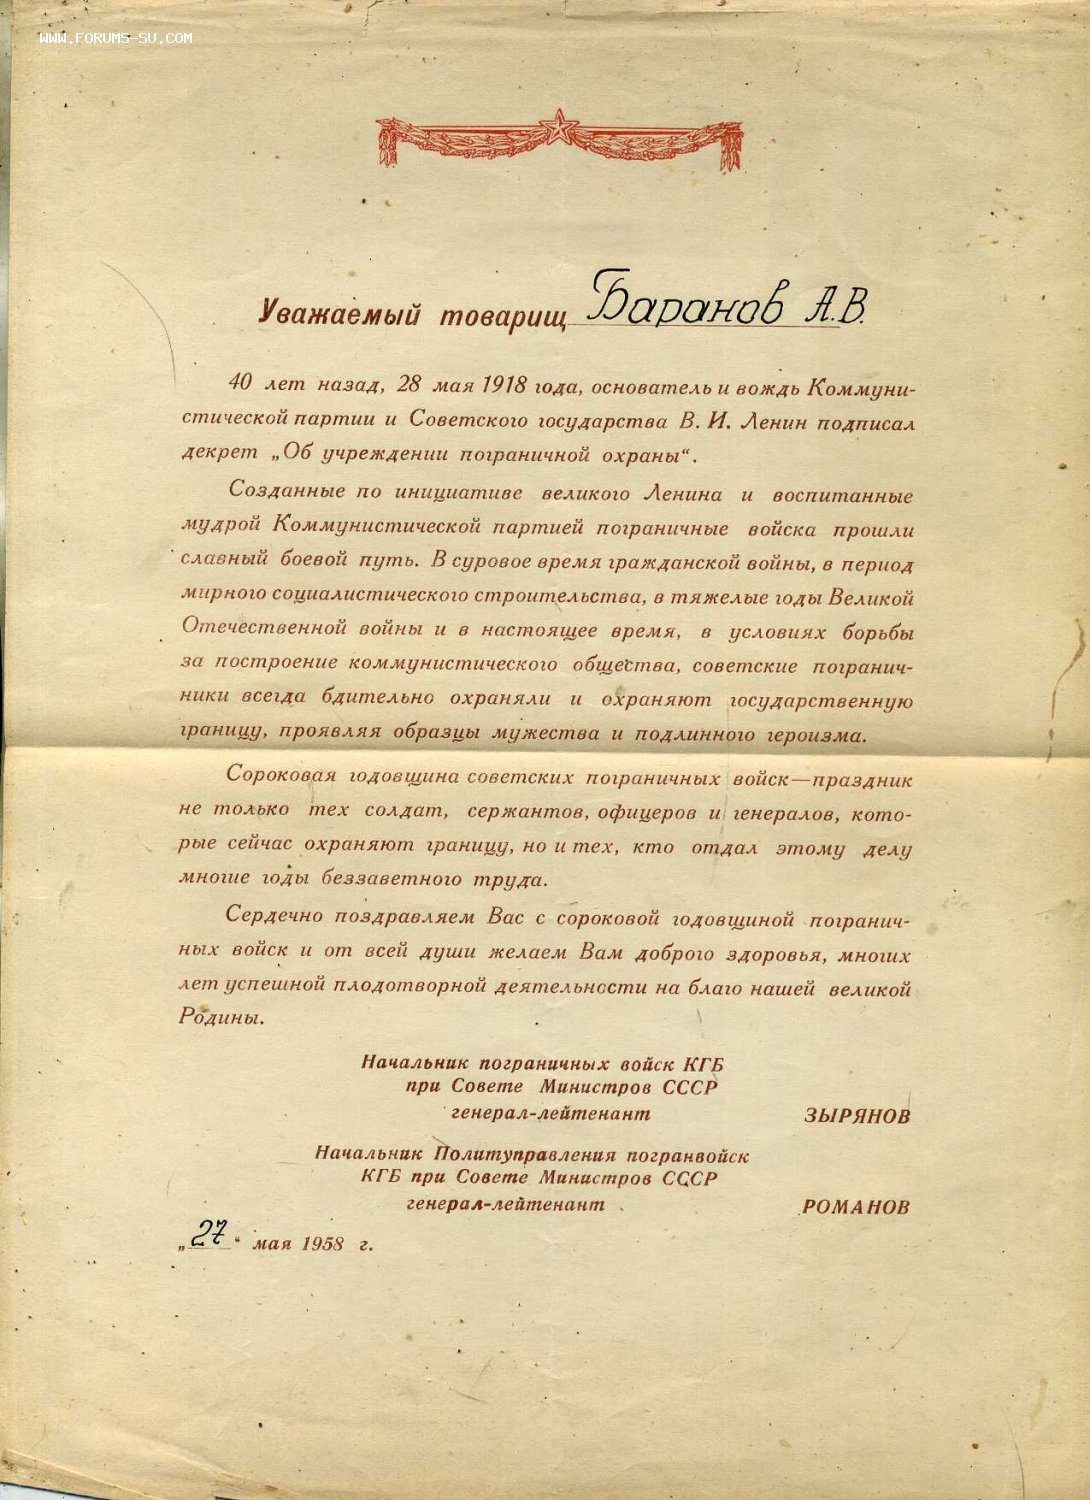 WWW.FORUMS-SU.COM
Уважаемый товарищ Баранов А.В.
40 лет назад, 28 мая 1918 года, основатель и вождь Коммуни-
стической партии и Советского государства В. И. Ленин подписал
декрет „Об учреждении пограничной охраны“.
Созданные по инициативе великого Ленина и воспитанные
мудрой Коммунистической партией пограничные войска прошли
славный боевой путь. В суровое время гражданской войны, в период
мирного социалистического строительства, в тяжелые годы Великой
Отечественной войны и в настоящее время, в условиях борьбы
за построение коммунистического общества, советские погранич-
ники всегда бдительно охраняли и охраняют государственную
границу, проявляя образцы мужества и подлинного героизма.
Сороковая годовщина советских пограничных войск—праздник
не только тех солдат, сержантов, офицеров и генералов, кото-
рые сейчас охраняют границу, но и тех, кто отдал этому делу
многие годы беззаветного труда.
Сердечно поздравляем Вас с сороковой годовщиной погранич-
ных войск и от всей души желаем Вам доброго здоровья, многих
лет успешной плодотворной деятельности на благо нашей великой
Родины.
Начальник пограничных войск КГБ
при Совете Министров СССР
генерал-лейтенант ЗЫРЯНОВ
Начальник Политуправления погранвойск
КГБ при Совете Министров СССР
генерал-лейтенант РОМАНОВ
„27“ мая 1958 г.